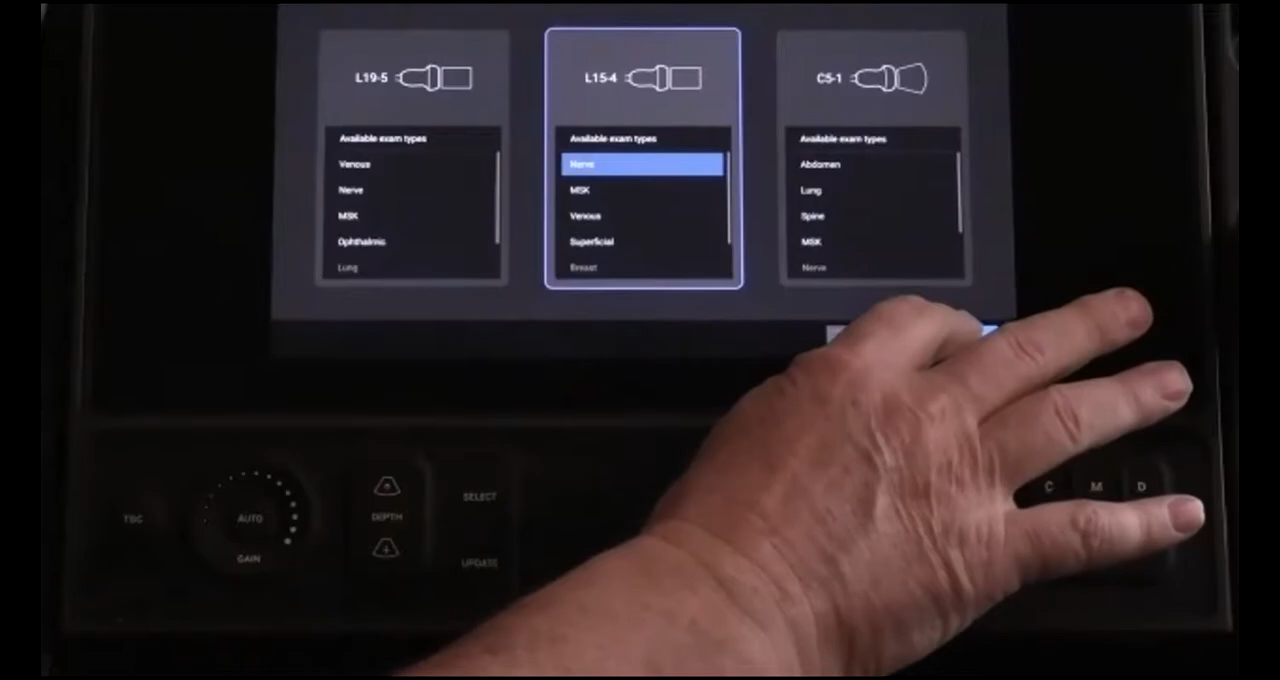 L19-5
L15-4
C5-1
Available exam types
Available exam types
Available exam types
Venous
Nerve
MSK
Ophthalmic
Lung
Nerve
MSK
Venous
Superficial
Breast
Abdomen
Lung
Spine
MSK
Nerve
TGC
AUTO
GAIN
DEPTH
SELECT
UPDATE
C
M
D